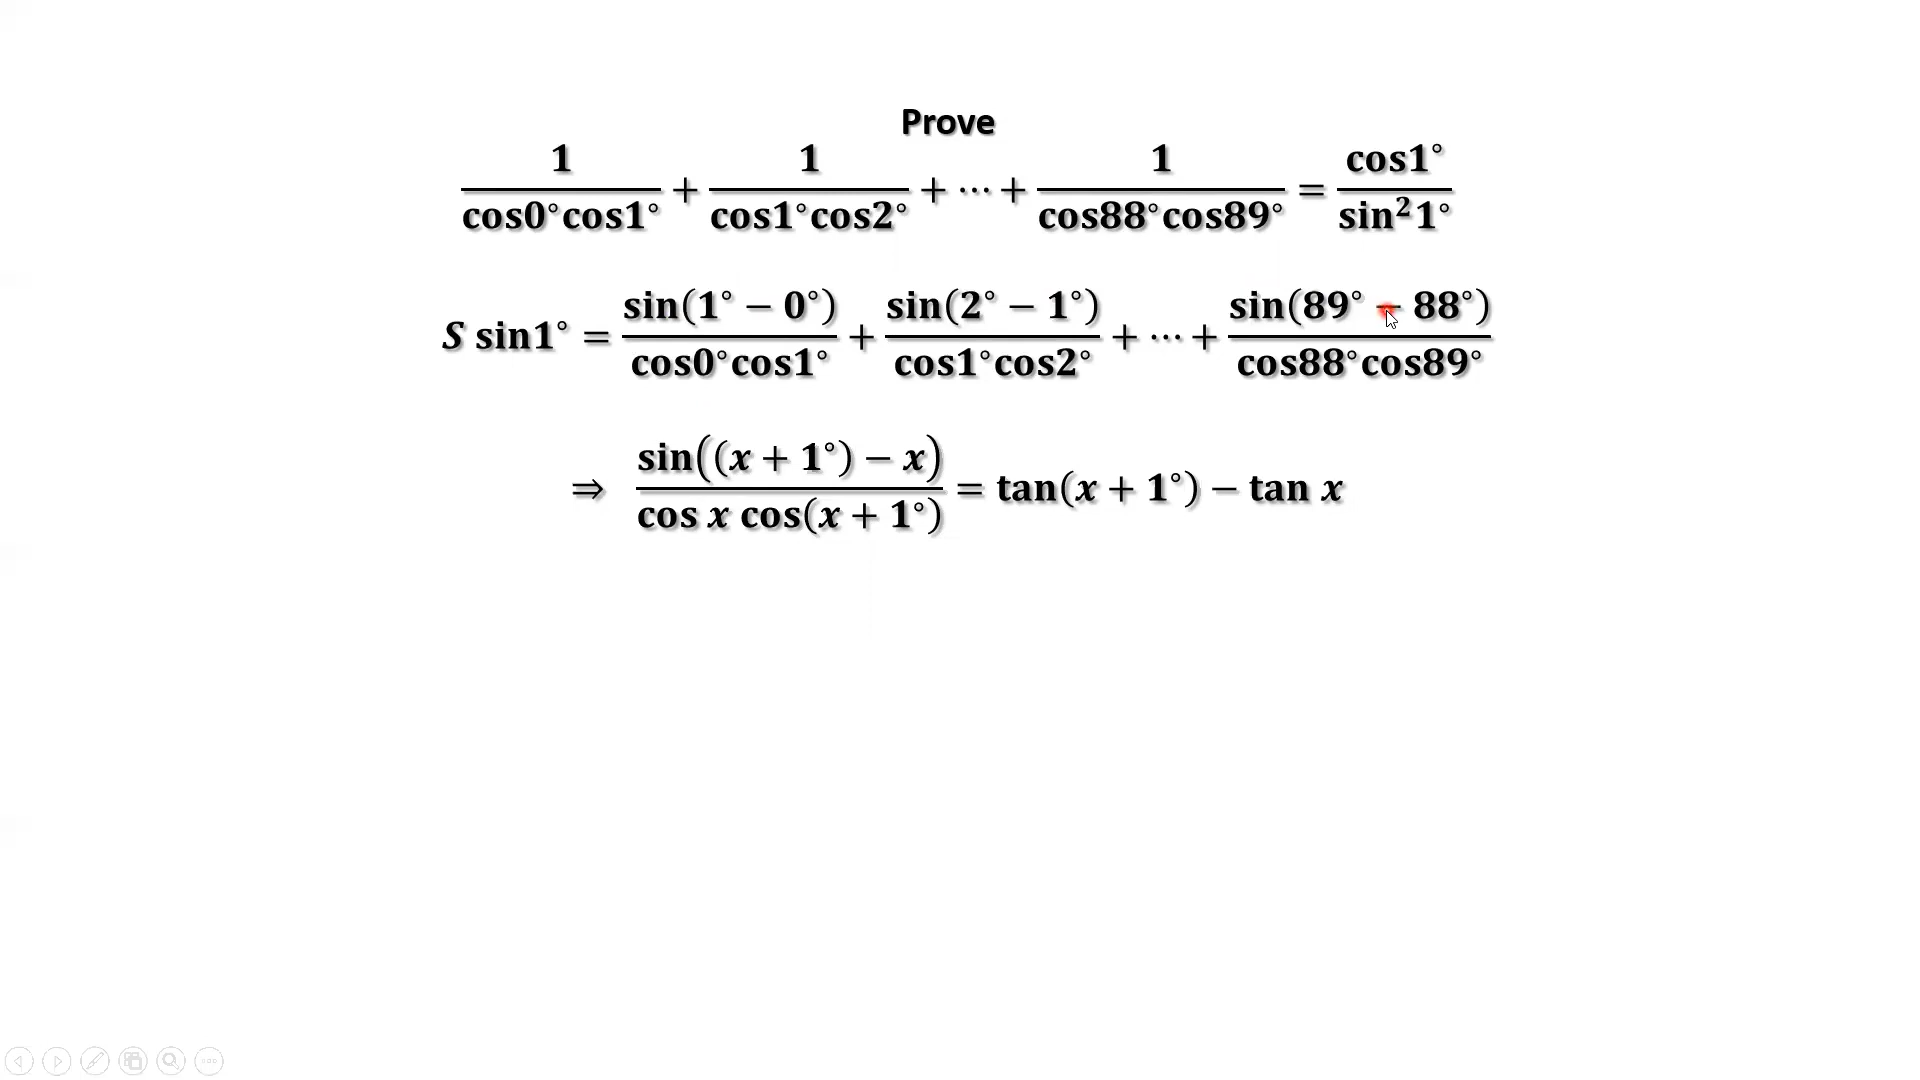 Prove
1/(cos0°cos1°) + 1/(cos1°cos2°) + ⋯ + 1/(cos88°cos89°) = cos1°/sin²1°
S sin1° = sin(1° − 0°)/(cos0°cos1°) + sin(2° − 1°)/(cos1°cos2°) + ⋯ + sin(89° − 88°)/(cos88°cos89°)
⇒ sin((x + 1°) − x)/(cos x cos(x + 1°)) = tan(x + 1°) − tan x